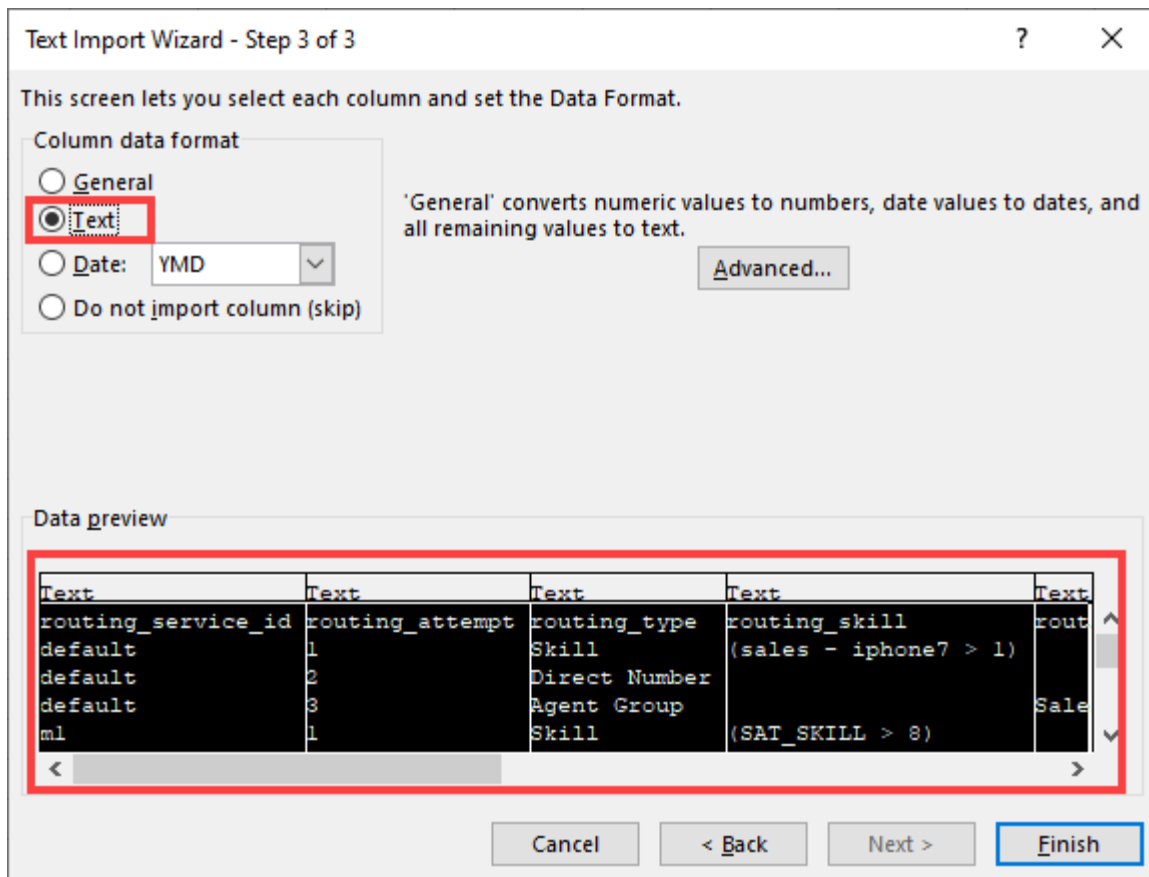 Text Import Wizard - Step 3 of 3 ?
This screen lets you select each column and set the Data Format.
Column data format
General
Text
Date: YMD
Do not import column (skip)
'General' converts numeric values to numbers, date values to dates, and
all remaining values to text.
Advanced...
Data preview
Text Text Text Text Text
routing_service_id routing_attempt routing_type routing_skill rout
default 1 Skill (sales - iphone7 > 1)
default 2 Direct Number
default 3 Agent Group Sale
ml 1 Skill (SAT_SKILL > 8)
Cancel < Back Next > Finish